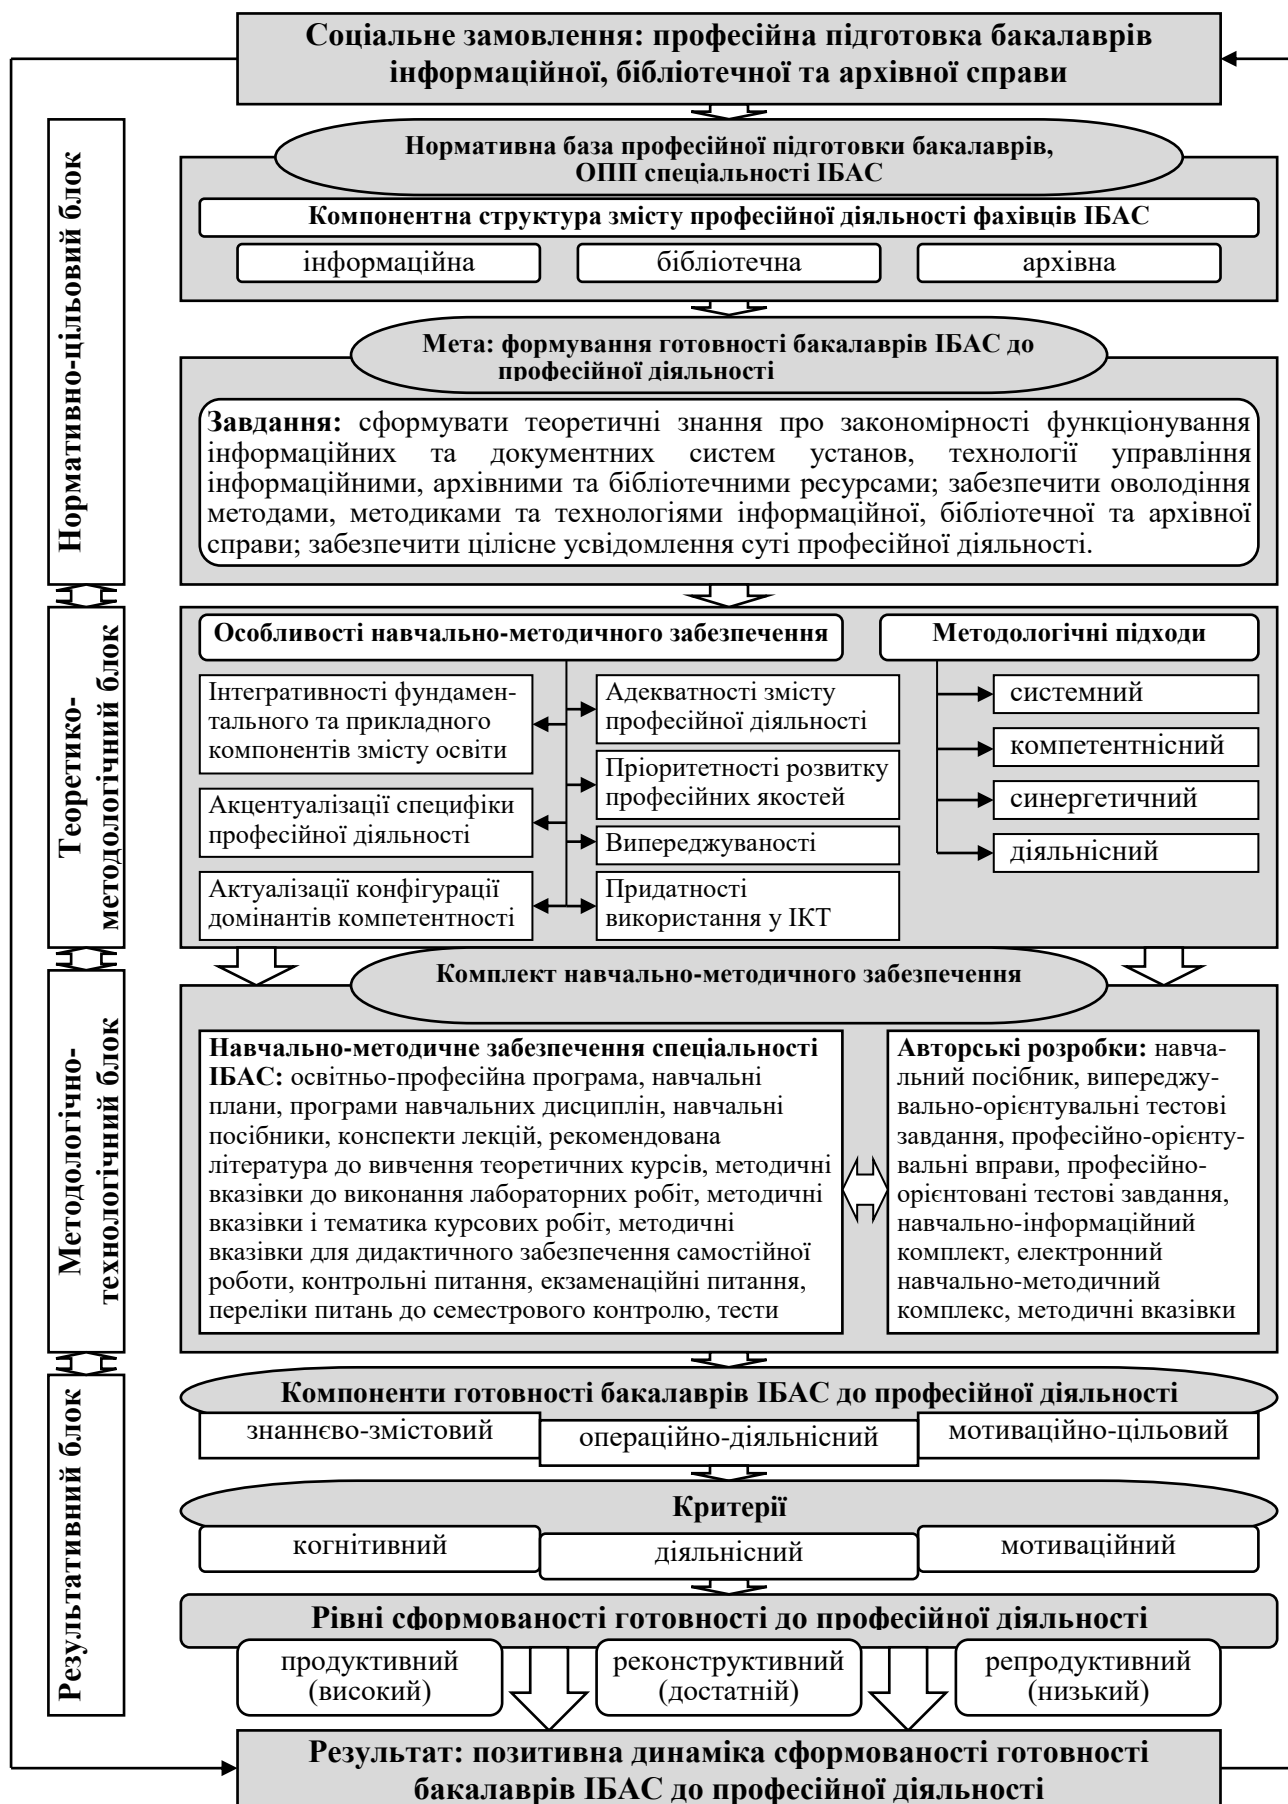 Соціальне замовлення: професійна підготовка бакалаврів
інформаційної, бібліотечної та архівної справи
Нормативно-цільовий блок
Нормативна база професійної підготовки бакалаврів,
ОПП спеціальності ІБАС
Компонентна структура змісту професійної діяльності фахівців ІБАС
інформаційна
бібліотечна
архівна
Мета: формування готовності бакалаврів ІБАС до
професійної діяльності
Завдання: сформувати теоретичні знання про закономірності функціонування
інформаційних та документних систем установ, технології управління
інформаційними, архівними та бібліотечними ресурсами; забезпечити оволодіння
методами, методиками та технологіями інформаційної, бібліотечної та архівної
справи; забезпечити цілісне усвідомлення суті професійної діяльності.
Теоретико-
методологічний блок
Особливості навчально-методичного забезпечення
Інтегративності фундамен-
тального та прикладного
компонентів змісту освіти
Акцентуалізації специфіки
професійної діяльності
Актуалізації конфігурації
домінантів компетентності
Адекватності змісту
професійної діяльності
Пріоритетності розвитку
професійних якостей
Випереджуваності
Придатності
використання у ІКТ
Методологічні підходи
системний
компетентнісний
синергетичний
діяльнісний
Методологічно-
технологічний блок
Комплект навчально-методичного забезпечення
Навчально-методичне забезпечення спеціальності
ІБАС: освітньо-професійна програма, навчальні
плани, програми навчальних дисциплін, навчальні
посібники, конспекти лекцій, рекомендована
література до вивчення теоретичних курсів, методичні
вказівки до виконання лабораторних робіт, методичні
вказівки і тематика курсових робіт, методичні
вказівки для дидактичного забезпечення самостійної
роботи, контрольні питання, екзаменаційні питання,
переліки питань до семестрового контролю, тести
Авторські розробки: навча-
льний посібник, випереджу-
вально-орієнтувальні тестові
завдання, професійно-орієнту-
вальні вправи, професійно-
орієнтовані тестові завдання,
навчально-інформаційний
комплект, електронний
навчально-методичний
комплекс, методичні вказівки
Результативний блок
Компоненти готовності бакалаврів ІБАС до професійної діяльності
знаннєво-змістовий
операційно-діяльнісний
мотиваційно-цільовий
Критерії
когнітивний
діяльнісний
мотиваційний
Рівні сформованості готовності до професійної діяльності
продуктивний
(високий)
реконструктивний
(достатній)
репродуктивний
(низький)
Результат: позитивна динаміка сформованості готовності
бакалаврів ІБАС до професійної діяльності